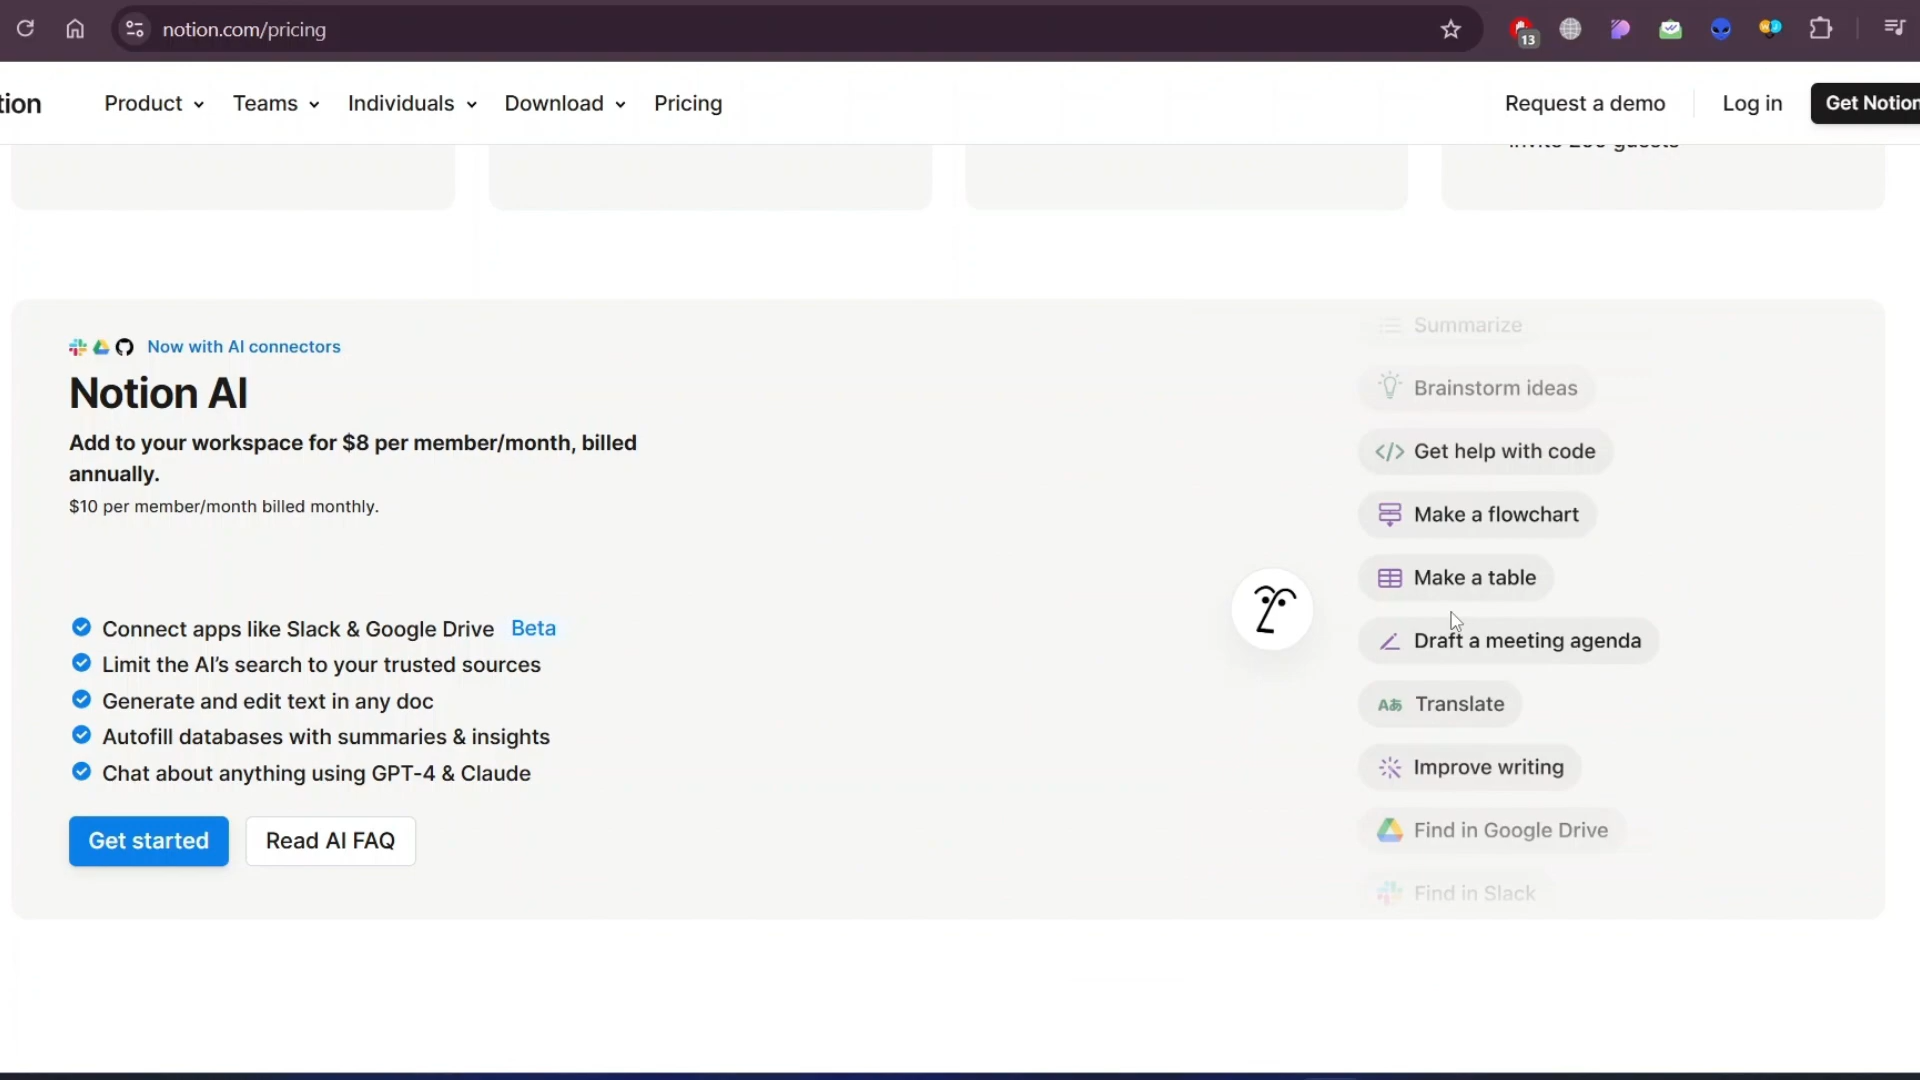 notion.com/pricing
13
tion
Product
Teams
Individuals
Download
Pricing
Request a demo
Log in
Get Notion
Invite 250 guests
Now with AI connectors
Notion AI
Add to your workspace for $8 per member/month, billed
annually.
$10 per member/month billed monthly.
Connect apps like Slack & Google Drive Beta
Limit the AI’s search to your trusted sources
Generate and edit text in any doc
Autofill databases with summaries & insights
Chat about anything using GPT-4 & Claude
Get started
Read AI FAQ
Summarize
Brainstorm ideas
</> Get help with code
Make a flowchart
Make a table
Draft a meeting agenda
Aあ Translate
Improve writing
Find in Google Drive
Find in Slack